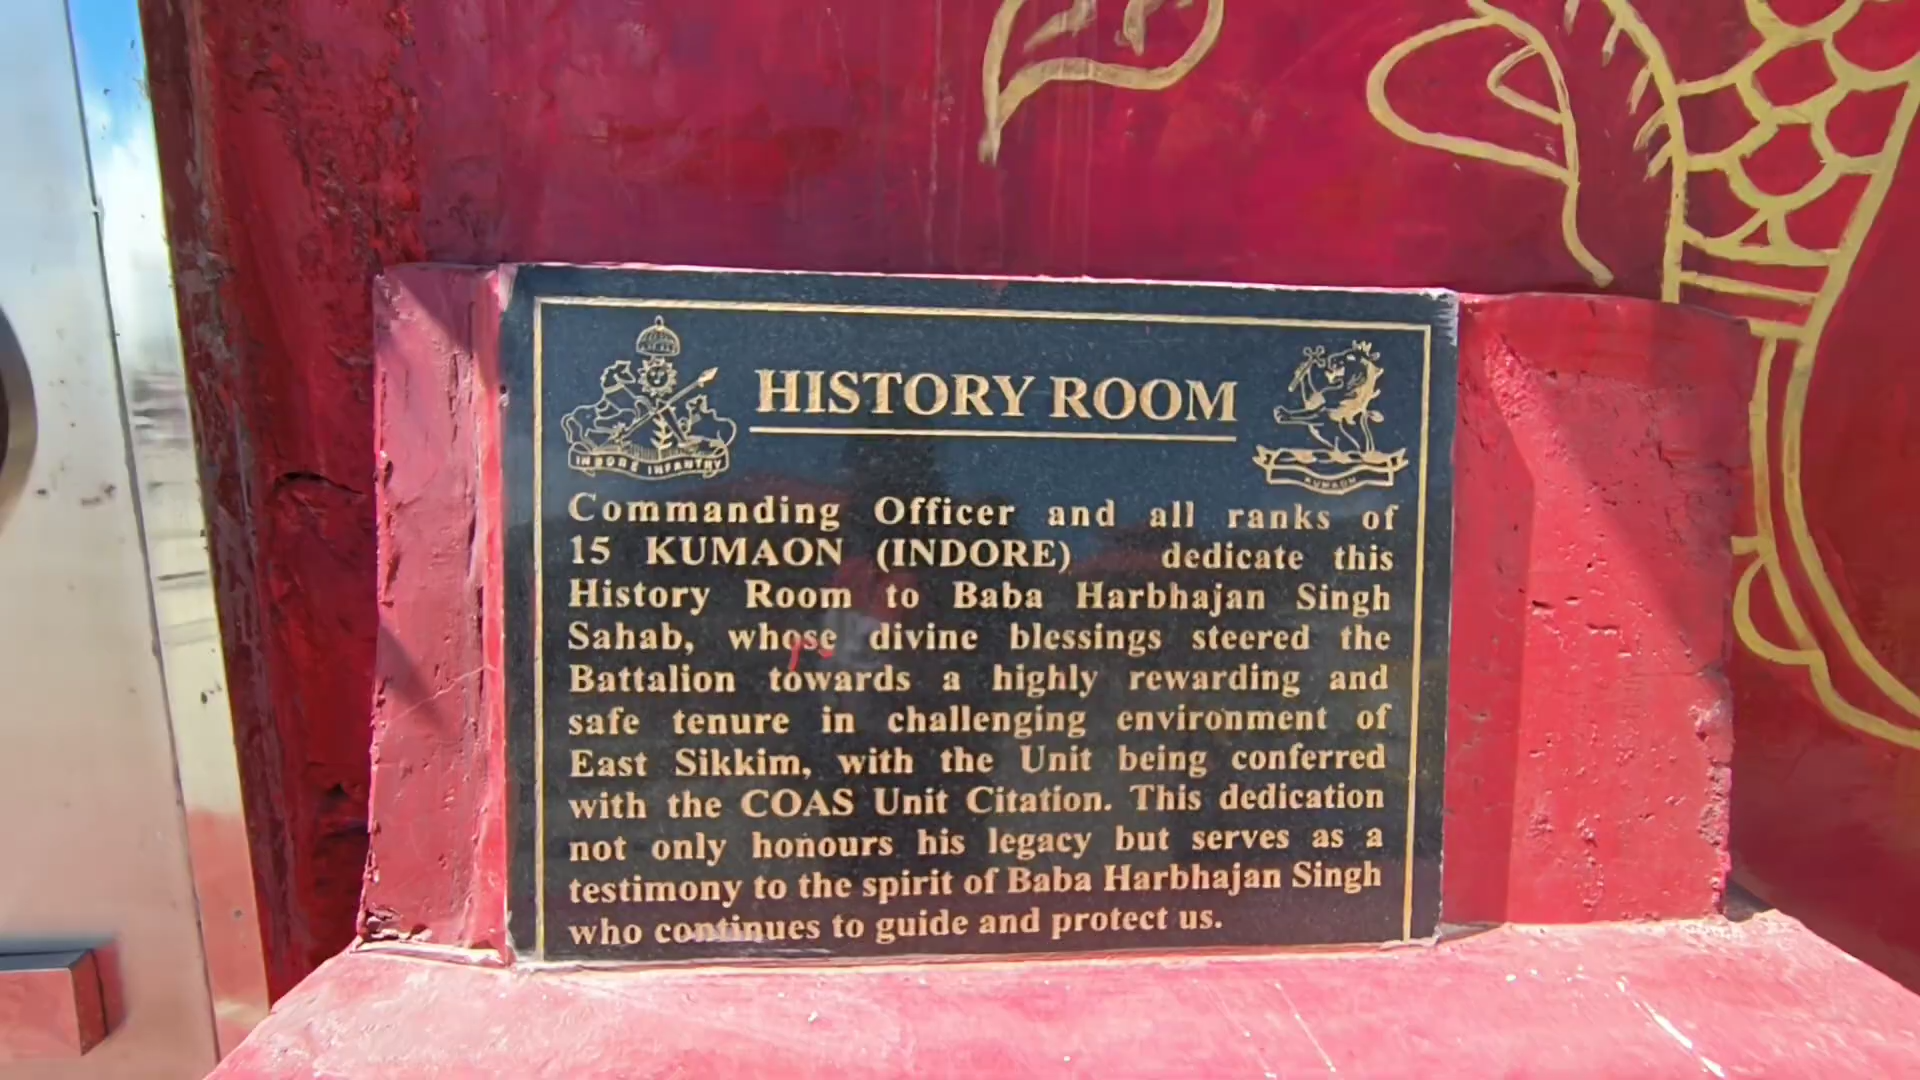 HISTORY ROOM
INDORE INFANTRY
KUMAON
Commanding Officer and all ranks of
15 KUMAON (INDORE) dedicate this
History Room to Baba Harbhajan Singh
Sahab, whose divine blessings steered the
Battalion towards a highly rewarding and
safe tenure in challenging environment of
East Sikkim, with the Unit being conferred
with the COAS Unit Citation. This dedication
not only honours his legacy but serves as a
testimony to the spirit of Baba Harbhajan Singh
who continues to guide and protect us.